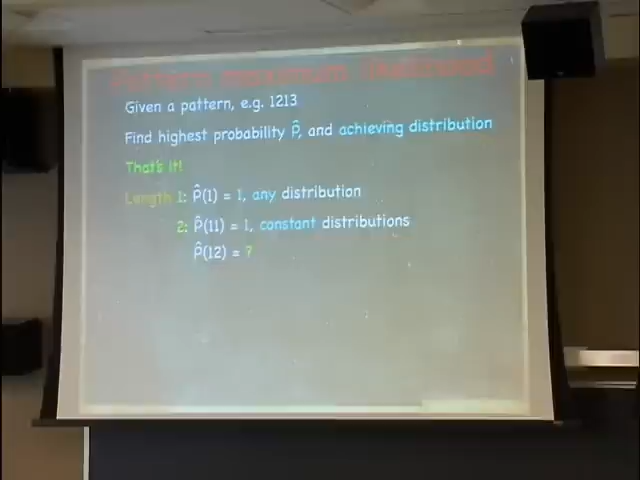 Pattern maximum likelihood
Given a pattern, e.g. 1213
Find highest probability P̂, and achieving distribution
That's it!
Length 1: P̂(1) = 1, any distribution
2: P̂(11) = 1, constant distributions
P̂(12) = ?